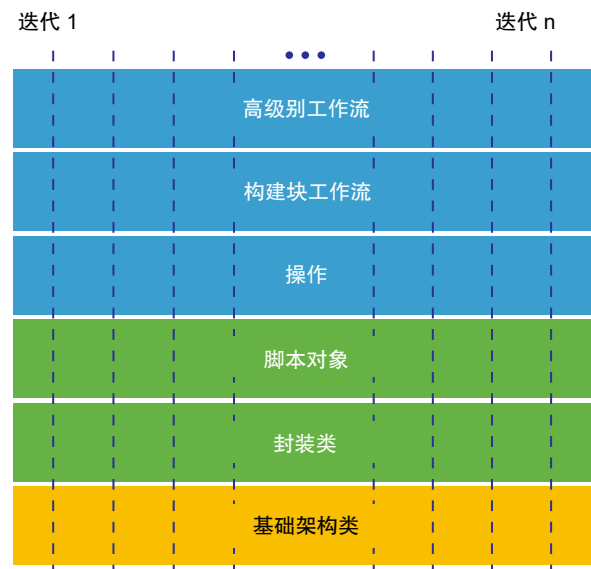 迭代 1 迭代 n
•••
高级别工作流
构建块工作流
操作
脚本对象
封装类
基础架构类